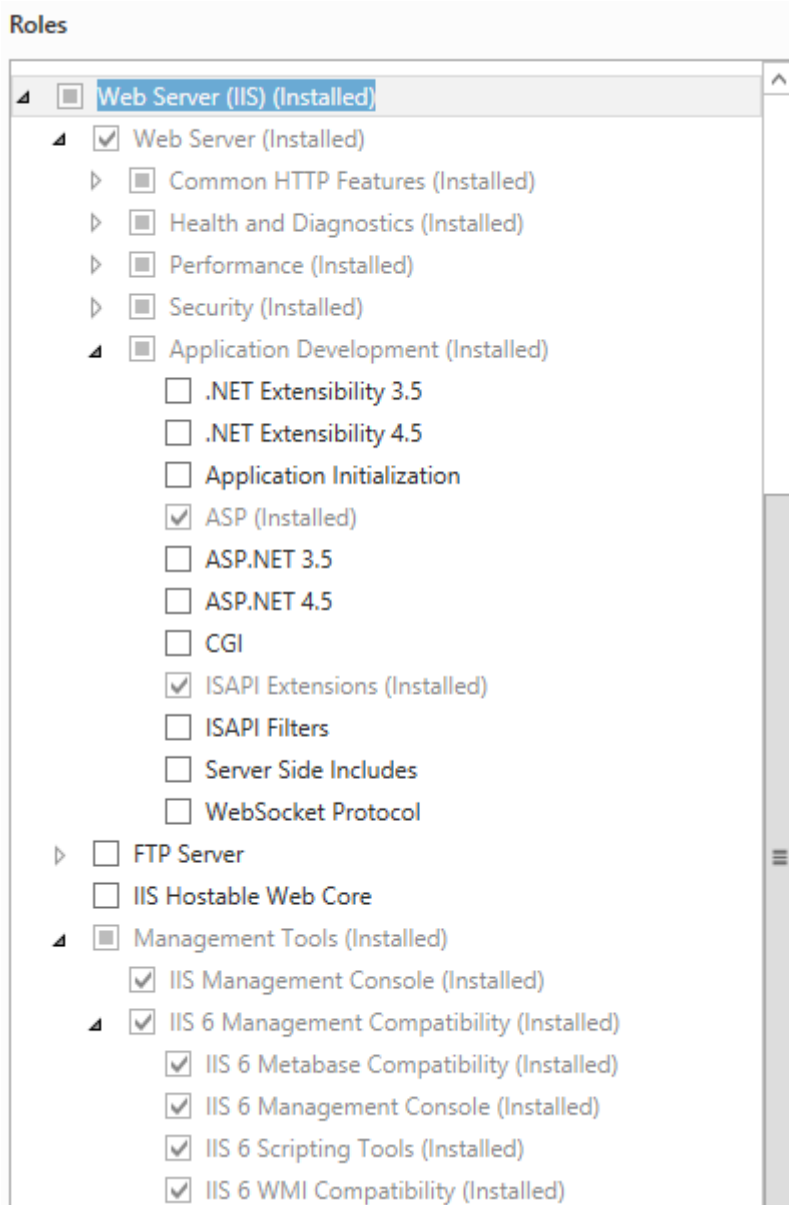 Roles
Web Server (IIS) (Installed)
Web Server (Installed)
Common HTTP Features (Installed)
Health and Diagnostics (Installed)
Performance (Installed)
Security (Installed)
Application Development (Installed)
.NET Extensibility 3.5
.NET Extensibility 4.5
Application Initialization
ASP (Installed)
ASP.NET 3.5
ASP.NET 4.5
CGI
ISAPI Extensions (Installed)
ISAPI Filters
Server Side Includes
WebSocket Protocol
FTP Server
IIS Hostable Web Core
Management Tools (Installed)
IIS Management Console (Installed)
IIS 6 Management Compatibility (Installed)
IIS 6 Metabase Compatibility (Installed)
IIS 6 Management Console (Installed)
IIS 6 Scripting Tools (Installed)
IIS 6 WMI Compatibility (Installed)